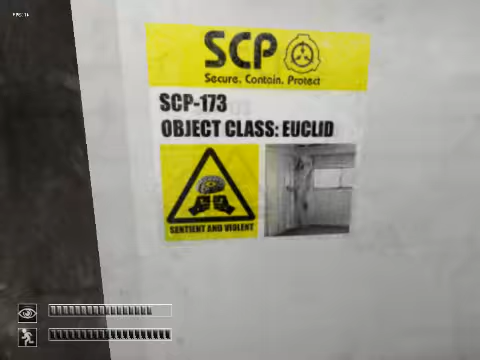 SCP
Secure. Contain. Protect
SCP-173
OBJECT CLASS: EUCLID
SENTIENT AND VIOLENT